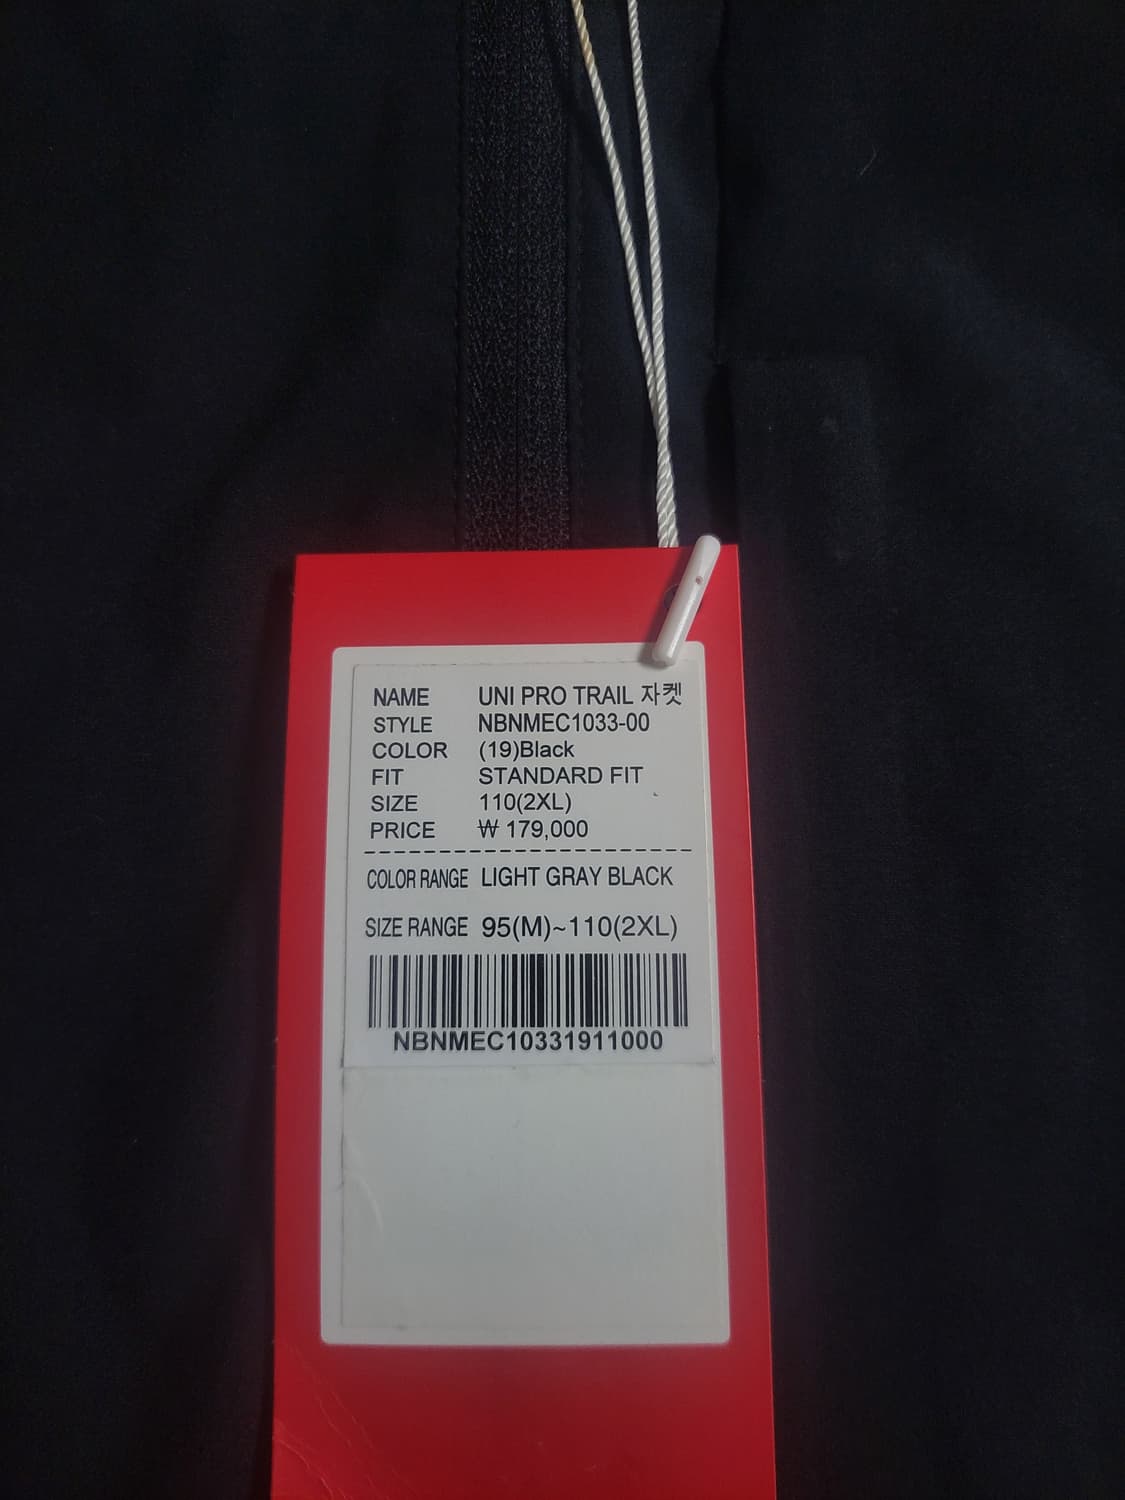 NAME UNI PRO TRAIL 자켓
STYLE NBNMEC1033-00
COLOR (19)Black
FIT STANDARD FIT
SIZE 110(2XL)
PRICE ₩ 179,000
COLOR RANGE LIGHT GRAY BLACK
SIZE RANGE 95(M)~110(2XL)
NBNMEC10331911000